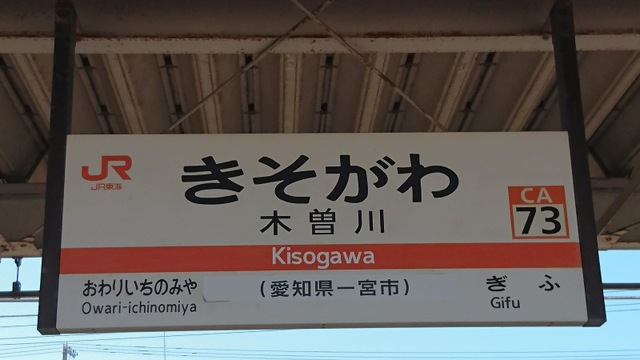 JR
JR東海
きそがわ
木曽川
CA
73
Kisogawa
おわりいちのみや
Owari-ichinomiya
(愛知県一宮市)
ぎふ
Gifu